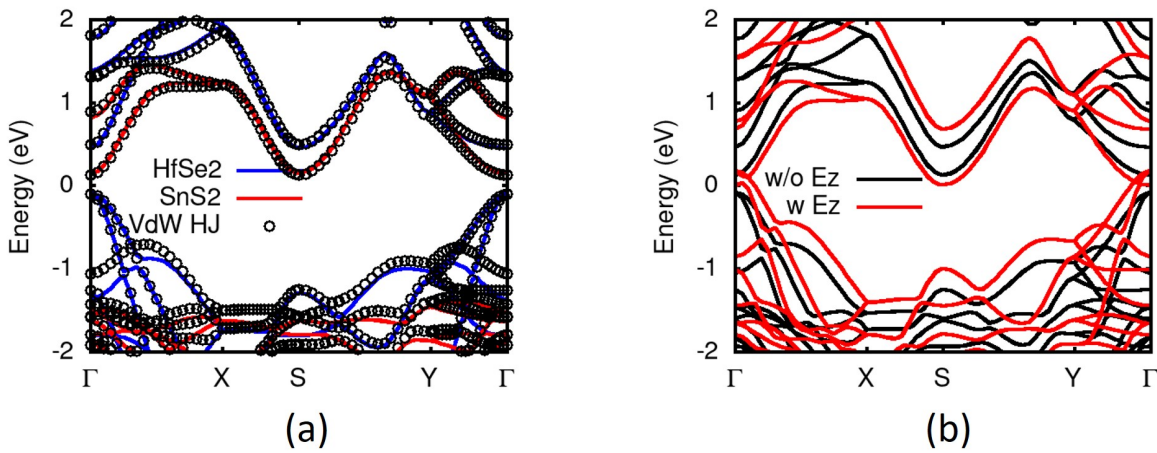 2
1
0
-1
-2
Energy (eV)
HfSe2
SnS2
VdW HJ
Γ X S Y Γ
(a)
2
1
0
-1
-2
Energy (eV)
w/o Ez
w Ez
Γ X S Y Γ
(b)